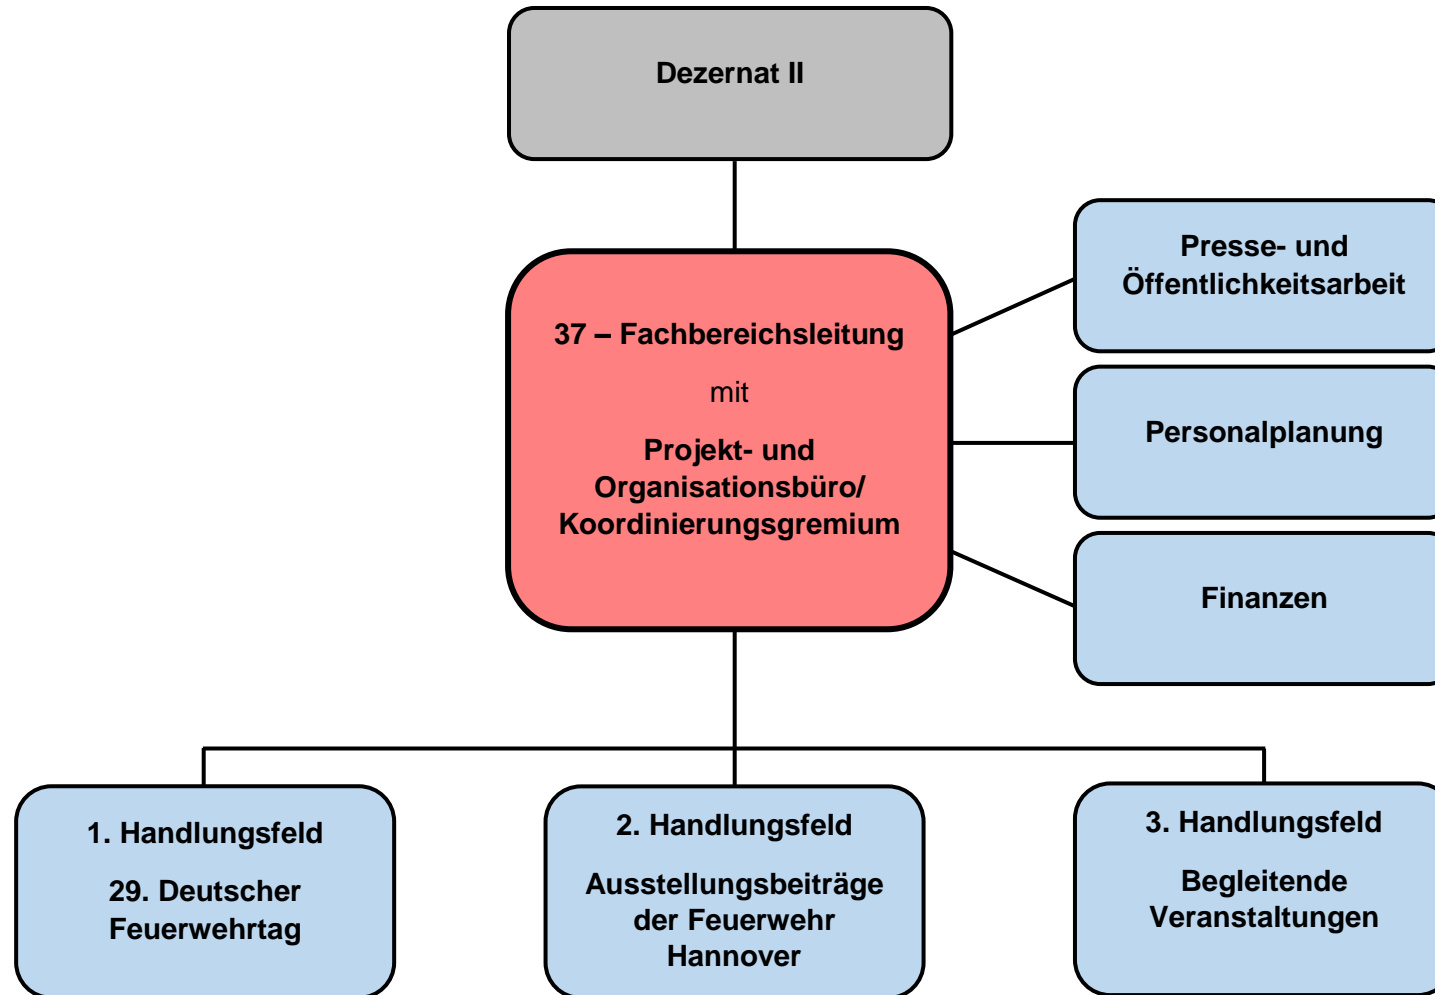 Dezernat II
37 – Fachbereichsleitung
mit
Projekt- und
Organisationsbüro/
Koordinierungsgremium
Presse- und
Öffentlichkeitsarbeit
Personalplanung
Finanzen
1. Handlungsfeld
29. Deutscher
Feuerwehrtag
2. Handlungsfeld
Ausstellungsbeiträge
der Feuerwehr
Hannover
3. Handlungsfeld
Begleitende
Veranstaltungen